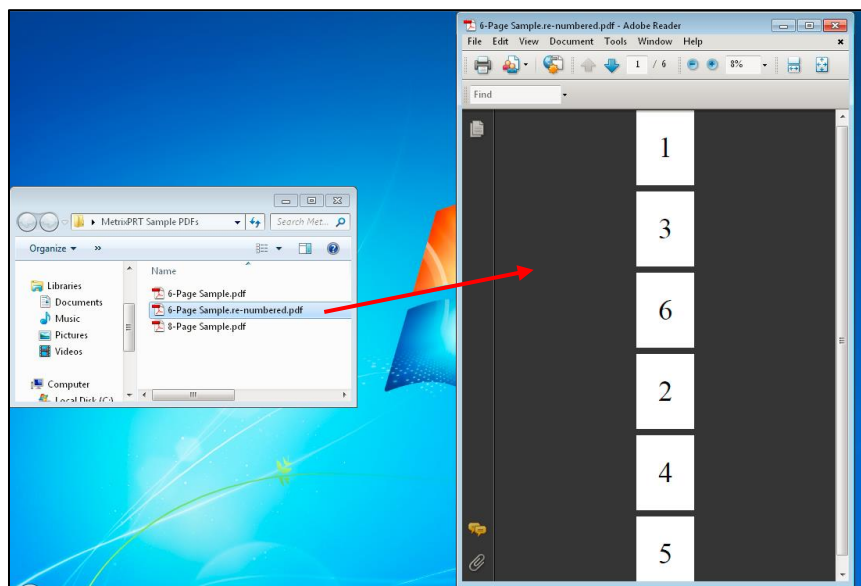 6-Page Sample.re-numbered.pdf - Adobe Reader
File Edit View Document Tools Window Help
1 / 6 8%
Find
1
3
6
2
4
5
MetrixPRT Sample PDFs
Search Met...
Organize
Name
Libraries
Documents
Music
Pictures
Videos
Computer
Local Disk (C:)
6-Page Sample.pdf
6-Page Sample.re-numbered.pdf
8-Page Sample.pdf